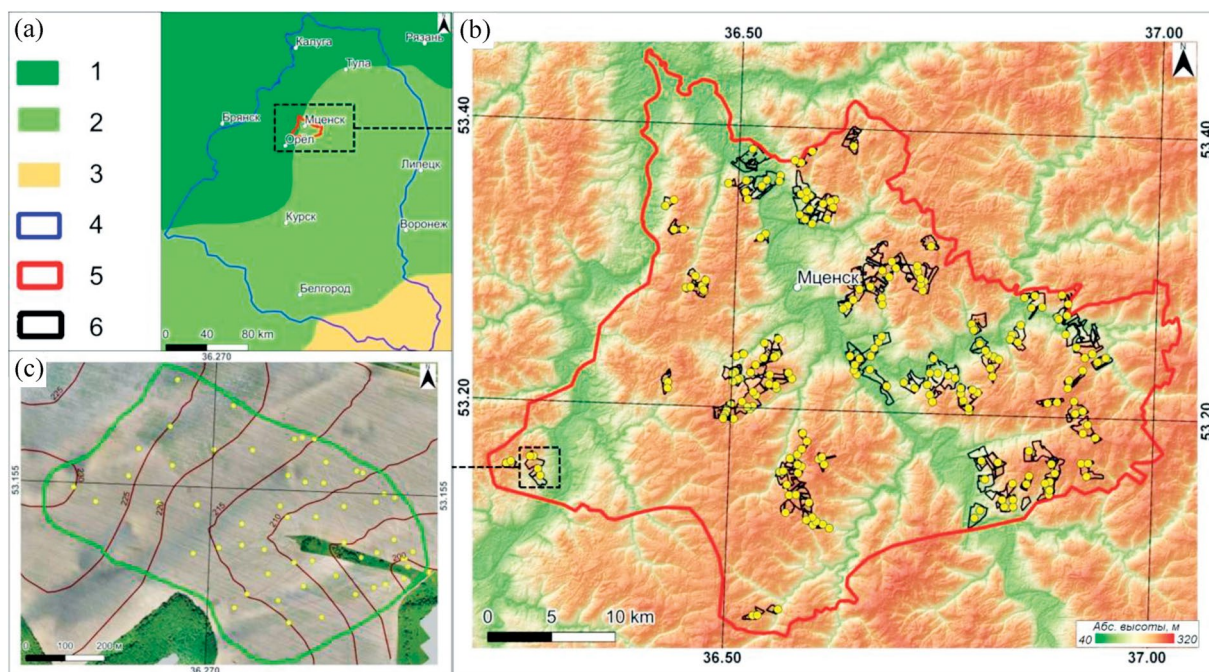 (a)
1
2
3
4
5
6
Калуга
Рязань
Тула
Брянск
Мценск
Орел
Липецк
Курск
Воронеж
Белгород
0 40 80 km
(b)
36.50
37.00
N
53.40
53.40
Мценск
53.20
53.20
0 5 10 km
Абс. высоты, м
40 320
36.50
37.00
(c)
36.270
225
53.155
53.155
225
220
215
210
200
0 100 200 м
36.270